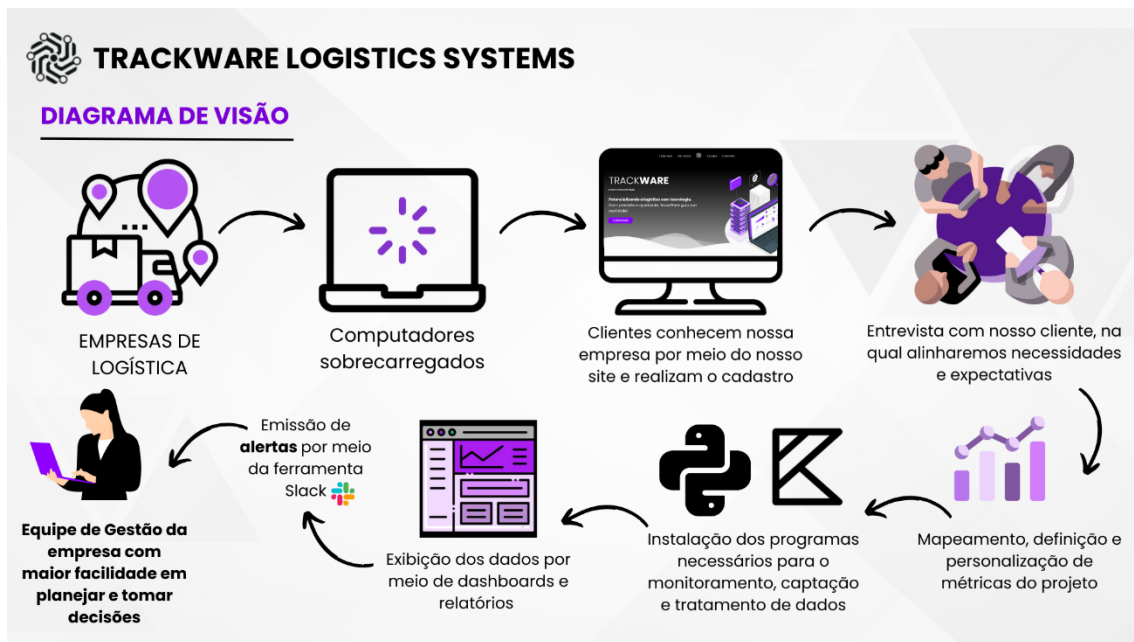 TRACKWARE LOGISTICS SYSTEMS
DIAGRAMA DE VISÃO
EMPRESAS DE
LOGÍSTICA
Computadores
sobrecarregados
TRACKWARE
Potencializando a logística com tecnologia.
Clientes conhecem nossa
empresa por meio do nosso
site e realizam o cadastro
Entrevista com nosso cliente, na
qual alinharemos necessidades
e expectativas
Mapeamento, definição e
personalização de
métricas do projeto
Instalação dos programas
necessários para o
monitoramento, captação
e tratamento de dados
Exibição dos dados por
meio de dashboards e
relatórios
Emissão de
alertas por meio
da ferramenta
Slack
Equipe de Gestão da
empresa com
maior facilidade em
planejar e tomar
decisões